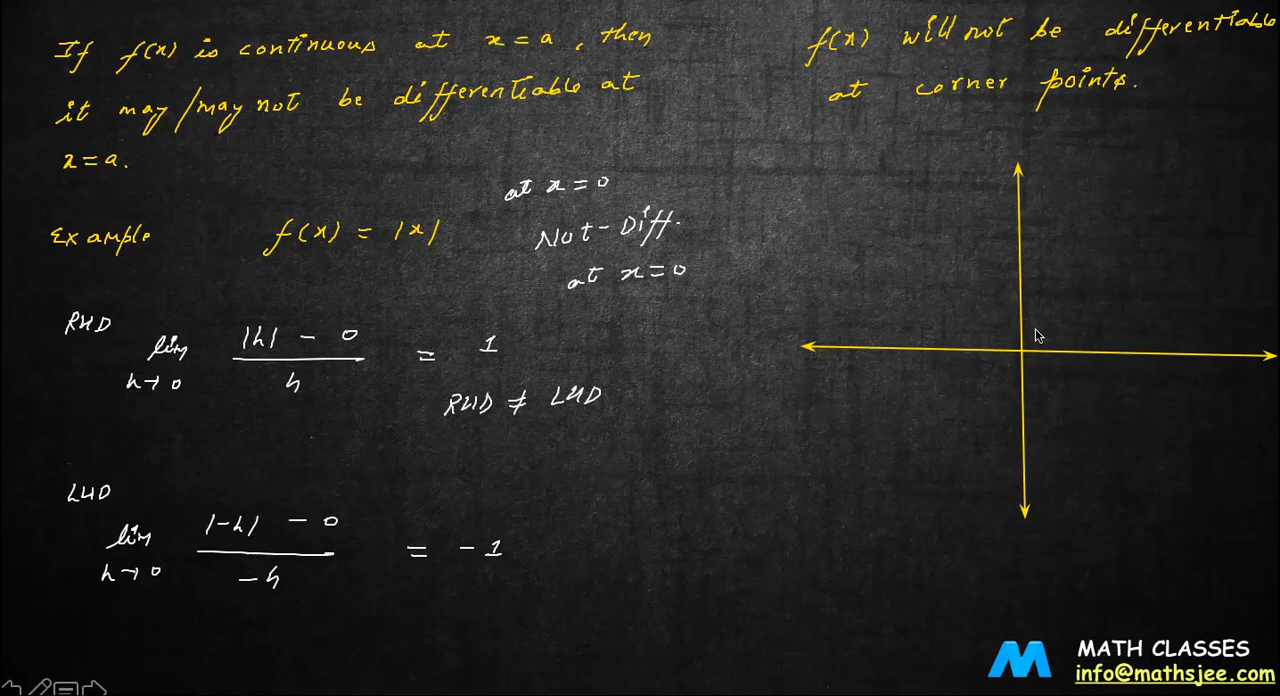 If f(x) is continuous at x = a, then
it may/may not be differentiable at
x = a.
f(x) will not be differentiable
at corner points.
Example f(x) = |x|
at x = 0
Not-Diff.
at x = 0
RHD
lim h→0 |h| - 0 / h = 1
RHD ≠ LHD
LHD
lim h→0 |-h| - 0 / -h = -1
MATH CLASSES
info@mathsjee.com